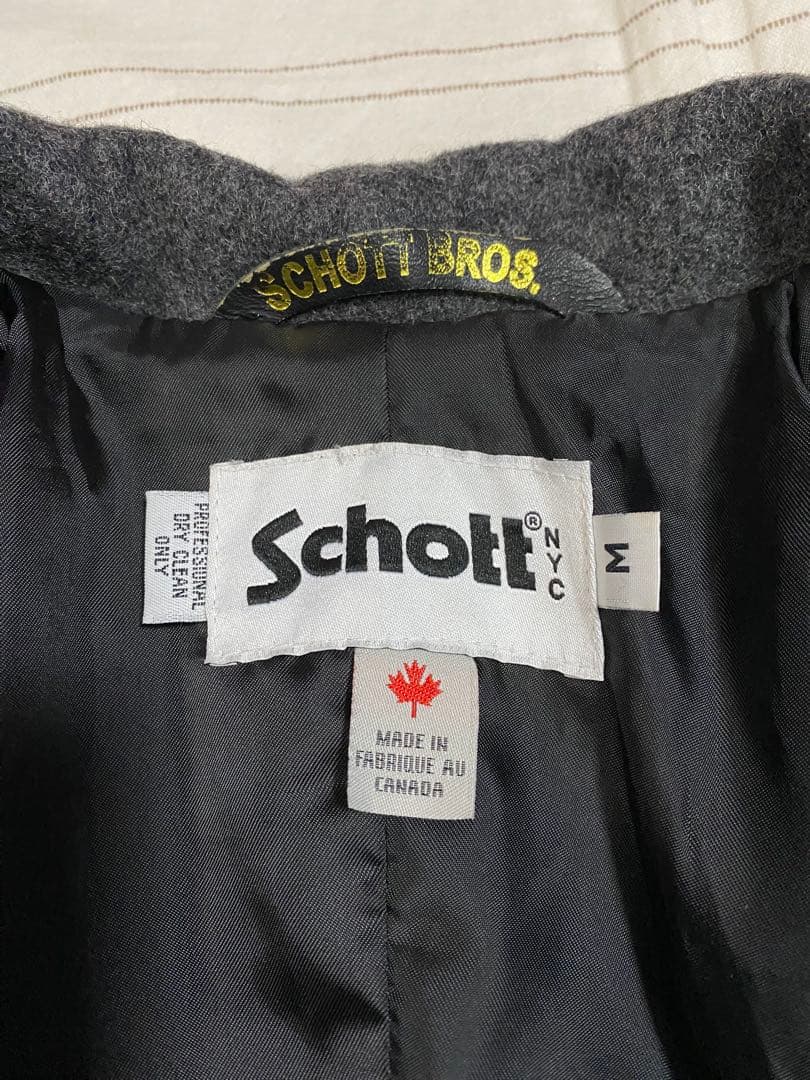 SCHOTT BROS.
PROFESSIONAL
DRY CLEAN
ONLY
Schott®
NYC
M
MADE IN
FABRIQUE AU
CANADA